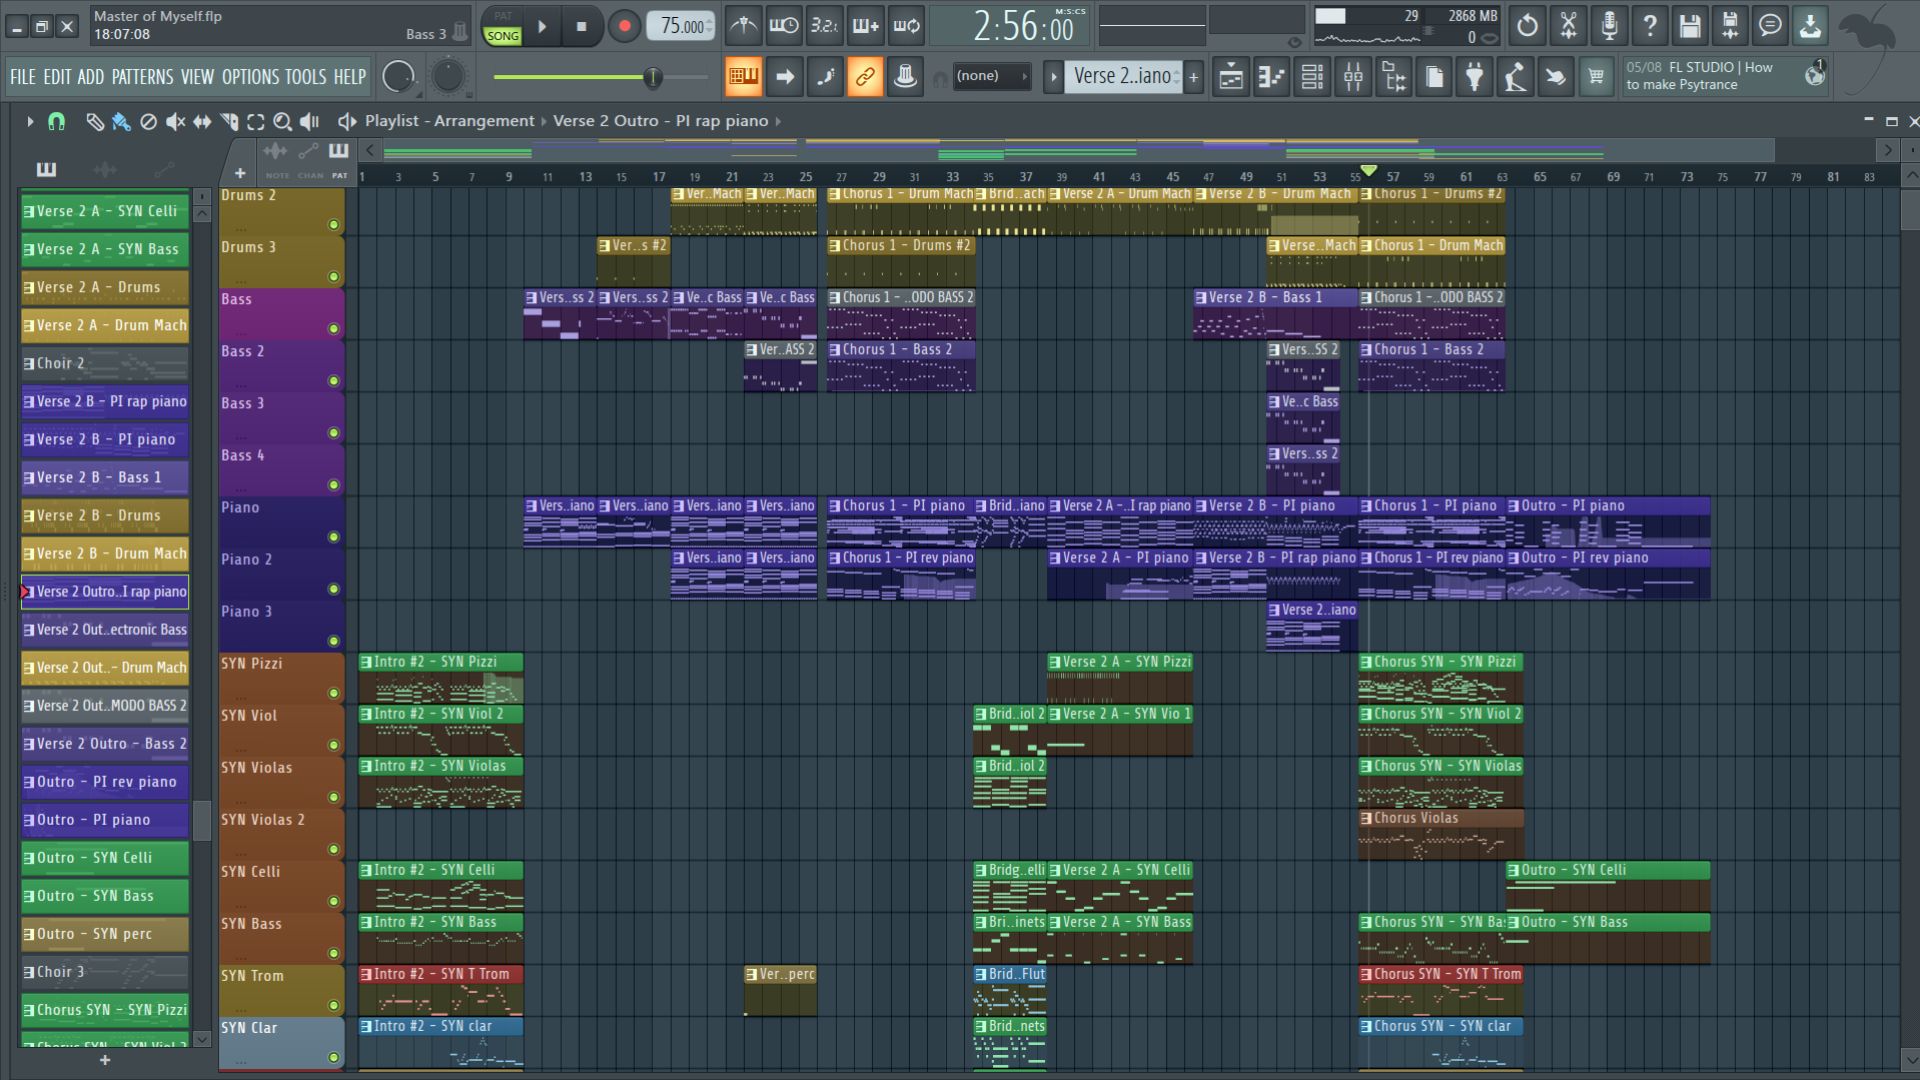 Master of Myself.flp
18:07:08
Bass 3
PAT
SONG
75.000
3.2.
2:56:00
M:S:CS
29
2868 MB
0
FILE EDIT ADD PATTERNS VIEW OPTIONS TOOLS HELP
(none)
Verse 2..iano
05/08 FL STUDIO | How
to make Psytrance
1
Playlist - Arrangement › Verse 2 Outro - PI rap piano
NOTE CHAN PAT
1 3 5 7 9 11 13 15 17 19 21 23 25 27 29 31 33 35 37 39 41 43 45 47 49 51 53 55 57 59 61 63 65 67 69 71 73 75 77 79 81 83
Verse 2 A - SYN Celli
Verse 2 A - SYN Bass
Verse 2 A - Drums
Verse 2 A - Drum Mach
Choir 2
Verse 2 B - PI rap piano
Verse 2 B - PI piano
Verse 2 B - Bass 1
Verse 2 B - Drums
Verse 2 B - Drum Mach
Verse 2 Outro..I rap piano
Verse 2 Out..ectronic Bass
Verse 2 Out..- Drum Mach
Verse 2 Out..MODO BASS 2
Verse 2 Outro - Bass 2
Outro - PI rev piano
Outro - PI piano
Outro - SYN Celli
Outro - SYN Bass
Outro - SYN perc
Choir 3
Chorus SYN - SYN Pizzi
Chorus SYN - SYN Viol 2
Drums 2
Ver..Mach Ver..Mach Chorus 1 - Drum Mach Brid..ach Verse 2 A - Drum Mach Verse 2 B - Drum Mach Chorus 1 - Drums #2
Drums 3
Ver..s #2 Chorus 1 - Drums #2 Verse..Mach Chorus 1 - Drum Mach
Bass
Vers..ss 2 Vers..ss 2 Ve..c Bass Ve..c Bass Chorus 1 - ..ODO BASS 2 Verse 2 B - Bass 1 Chorus 1 -..ODO BASS 2
Bass 2
Ver..ASS 2 Chorus 1 - Bass 2 Vers..SS 2 Chorus 1 - Bass 2
Bass 3
Ve..c Bass
Bass 4
Vers..ss 2
Piano
Vers..iano Vers..iano Vers..iano Vers..iano Chorus 1 - PI piano Brid..iano Verse 2 A -..I rap piano Verse 2 B - PI piano Chorus 1 - PI piano Outro - PI piano
Piano 2
Vers..iano Vers..iano Chorus 1 - PI rev piano Verse 2 A - PI piano Verse 2 B - PI rap piano Chorus 1 - PI rev piano Outro - PI rev piano
Piano 3
Verse 2..iano
SYN Pizzi
Intro #2 - SYN Pizzi Verse 2 A - SYN Pizzi Chorus SYN - SYN Pizzi
SYN Viol
Intro #2 - SYN Viol 2 Brid..iol 2 Verse 2 A - SYN Vio 1 Chorus SYN - SYN Viol 2
SYN Violas
Intro #2 - SYN Violas Brid..iol 2 Chorus SYN - SYN Violas
SYN Violas 2
Chorus Violas
SYN Celli
Intro #2 - SYN Celli Bridg..elli Verse 2 A - SYN Celli Outro - SYN Celli
SYN Bass
Intro #2 - SYN Bass Bri..inets Verse 2 A - SYN Bass Chorus SYN - SYN Bas Outro - SYN Bass
SYN Trom
Intro #2 - SYN T Trom Ver..perc Brid..Flut Chorus SYN - SYN T Trom
SYN Clar
Intro #2 - SYN clar Brid..nets Chorus SYN - SYN clar